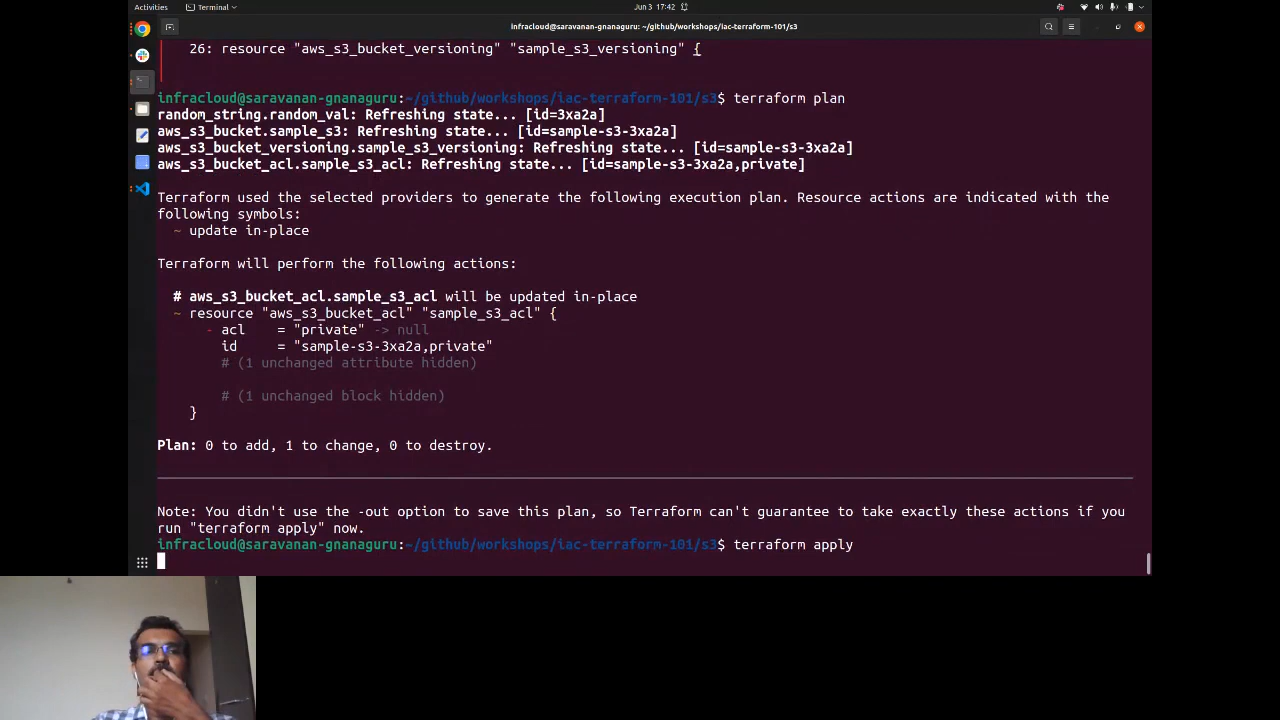 Activities
Terminal
Jun 3 17:42
infracloud@saravanan-gnanaguru: ~/github/workshops/iac-terraform-101/s3
26: resource "aws_s3_bucket_versioning" "sample_s3_versioning" {
infracloud@saravanan-gnanaguru:~/github/workshops/iac-terraform-101/s3$ terraform plan
random_string.random_val: Refreshing state... [id=3xa2a]
aws_s3_bucket.sample_s3: Refreshing state... [id=sample-s3-3xa2a]
aws_s3_bucket_versioning.sample_s3_versioning: Refreshing state... [id=sample-s3-3xa2a]
aws_s3_bucket_acl.sample_s3_acl: Refreshing state... [id=sample-s3-3xa2a,private]
Terraform used the selected providers to generate the following execution plan. Resource actions are indicated with the
following symbols:
~ update in-place
Terraform will perform the following actions:
# aws_s3_bucket_acl.sample_s3_acl will be updated in-place
~ resource "aws_s3_bucket_acl" "sample_s3_acl" {
- acl    = "private" -> null
id     = "sample-s3-3xa2a,private"
# (1 unchanged attribute hidden)
# (1 unchanged block hidden)
}
Plan: 0 to add, 1 to change, 0 to destroy.
Note: You didn't use the -out option to save this plan, so Terraform can't guarantee to take exactly these actions if you
run "terraform apply" now.
infracloud@saravanan-gnanaguru:~/github/workshops/iac-terraform-101/s3$ terraform apply